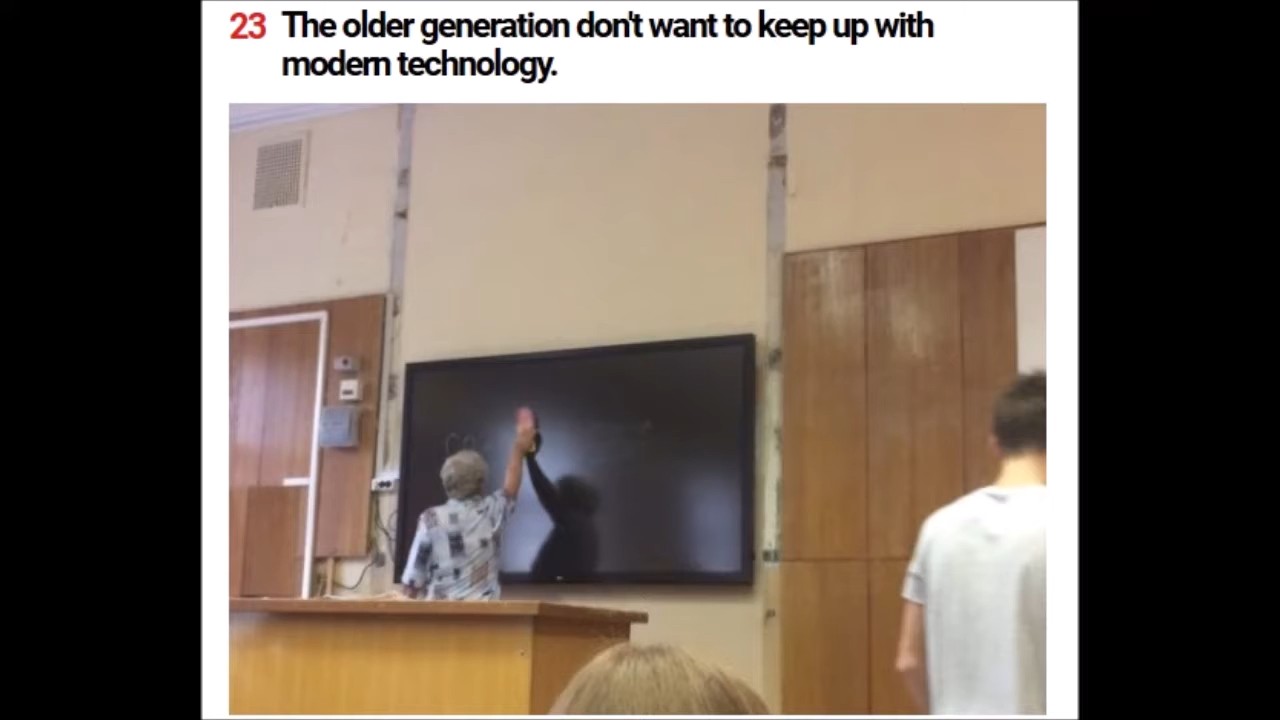 23 The older generation don't want to keep up with
modern technology.